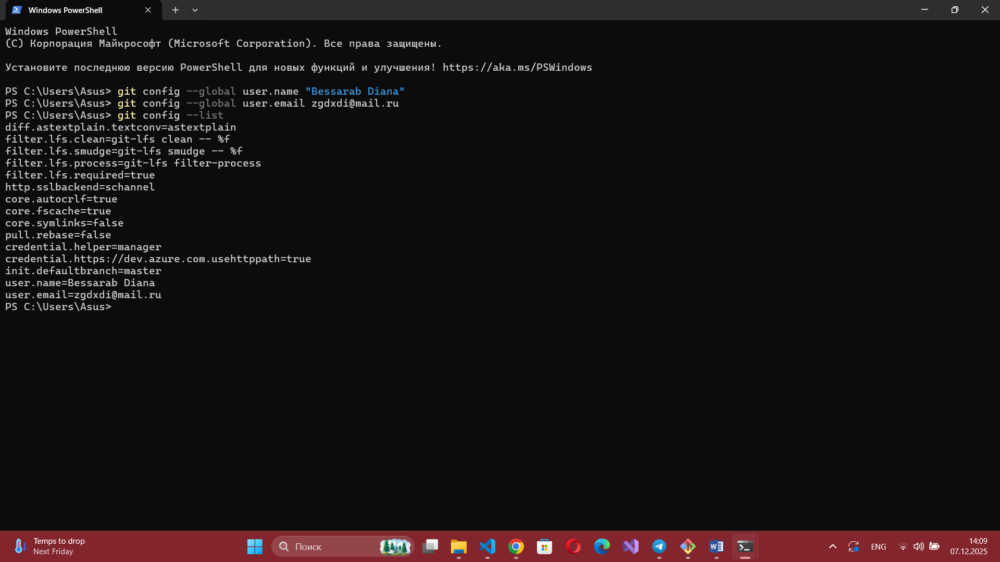 Windows PowerShell
Windows PowerShell
(C) Корпорация Майкрософт (Microsoft Corporation). Все права защищены.
Установите последнюю версию PowerShell для новых функций и улучшения! https://aka.ms/PSWindows
PS C:\Users\Asus> git config --global user.name "Bessarab Diana"
PS C:\Users\Asus> git config --global user.email zgdxdi@mail.ru
PS C:\Users\Asus> git config --list
diff.astextplain.textconv=astextplain
filter.lfs.clean=git-lfs clean -- %f
filter.lfs.smudge=git-lfs smudge -- %f
filter.lfs.process=git-lfs filter-process
filter.lfs.required=true
http.sslbackend=schannel
core.autocrlf=true
core.fscache=true
core.symlinks=false
pull.rebase=false
credential.helper=manager
credential.https://dev.azure.com.usehttppath=true
init.defaultbranch=master
user.name=Bessarab Diana
user.email=zgdxdi@mail.ru
PS C:\Users\Asus>
Temps to drop
Next Friday
Поиск
ENG
14:09
07.12.2025